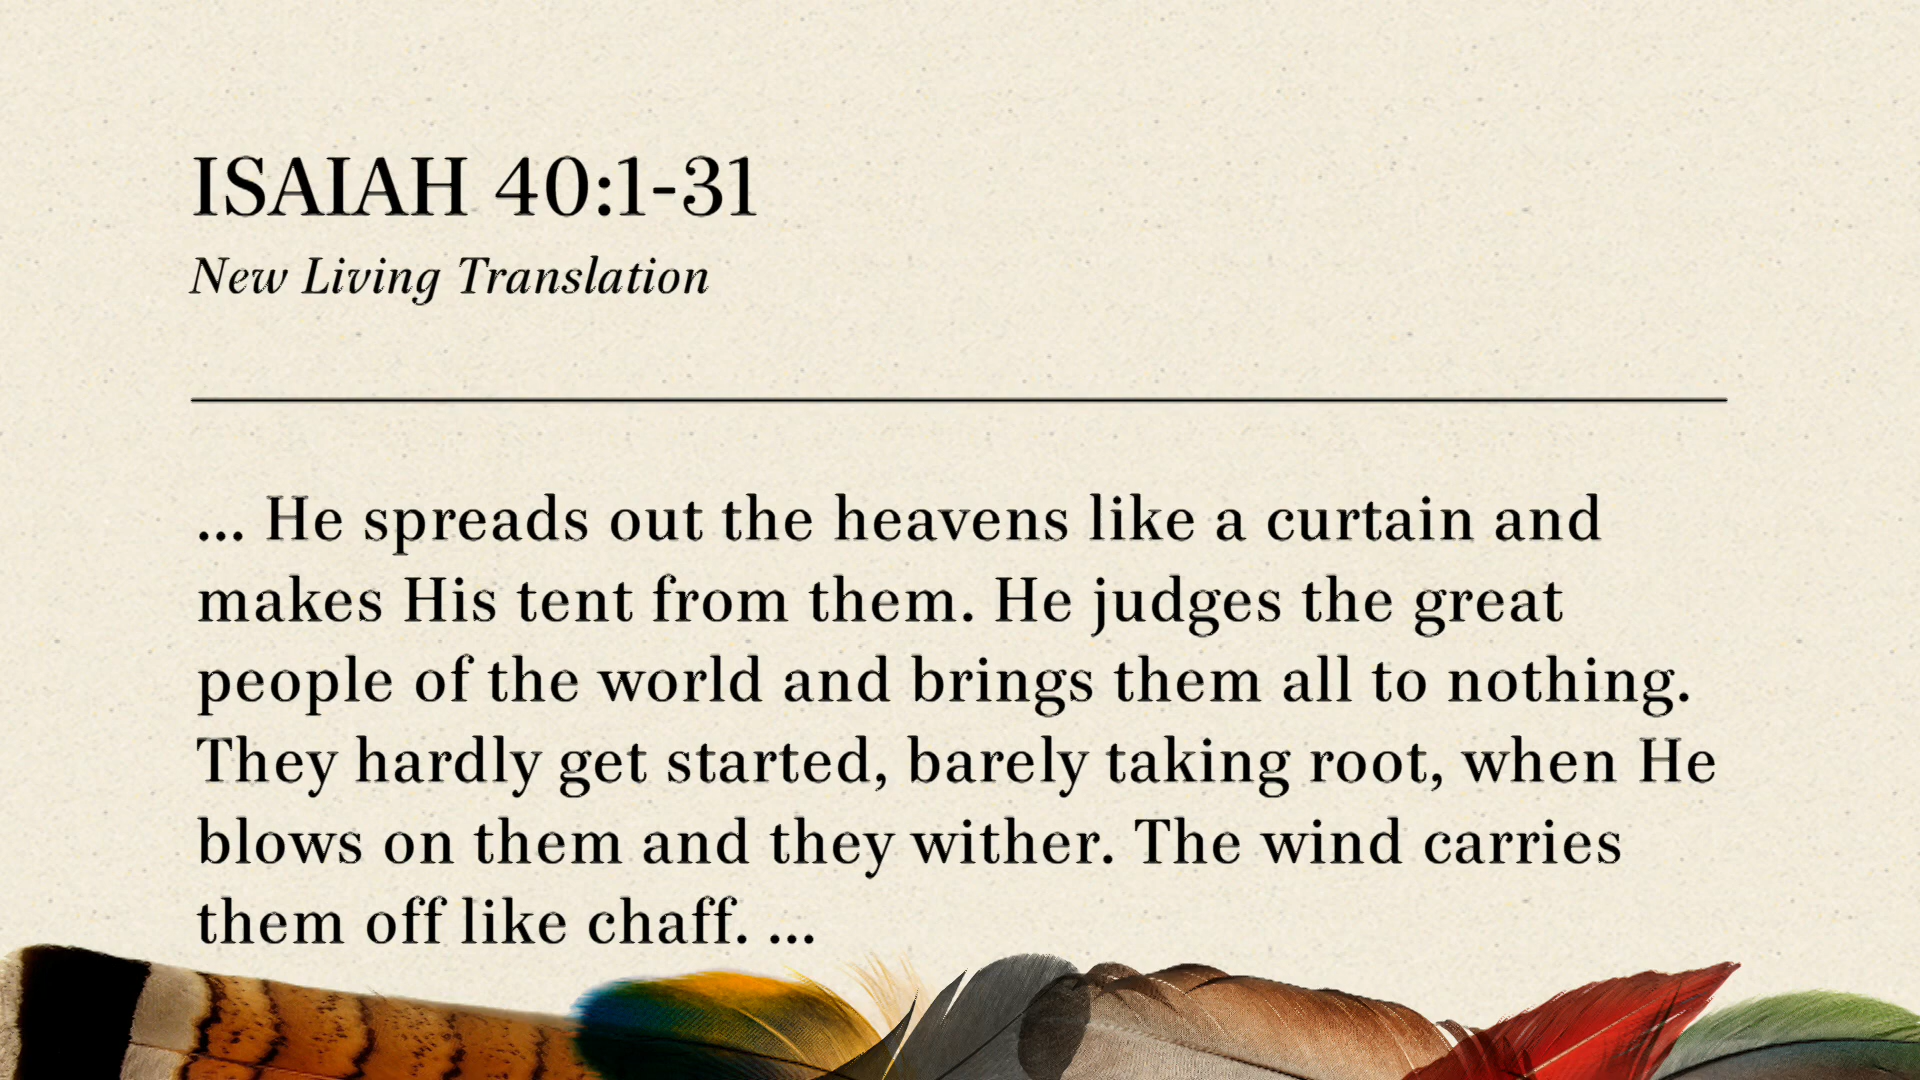 ISAIAH 40:1-31
New Living Translation
... He spreads out the heavens like a curtain and
makes His tent from them. He judges the great
people of the world and brings them all to nothing.
They hardly get started, barely taking root, when He
blows on them and they wither. The wind carries
them off like chaff. ...